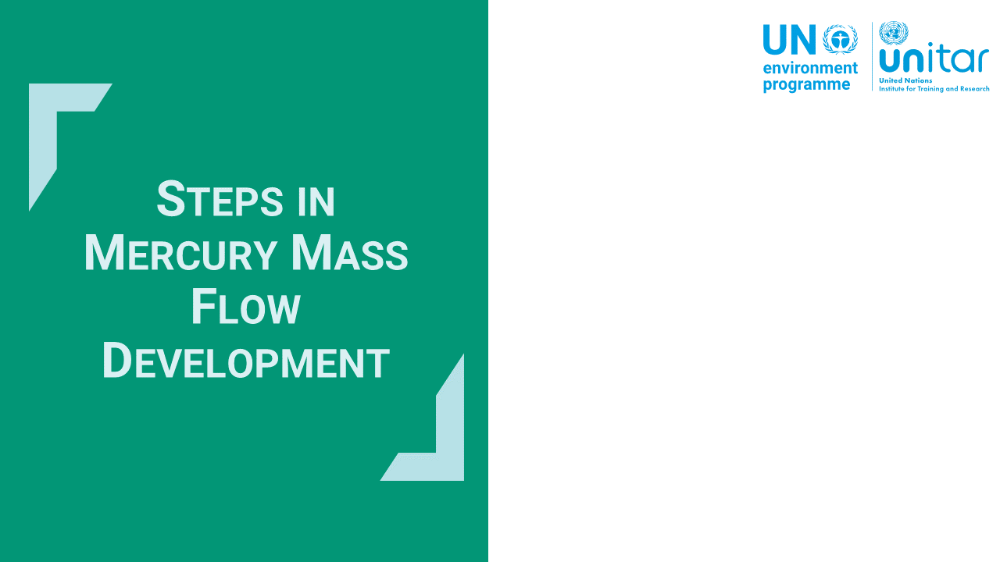 STEPS IN
MERCURY MASS
FLOW
DEVELOPMENT
UN
environment
programme
unitar
United Nations
Institute for Training and Research